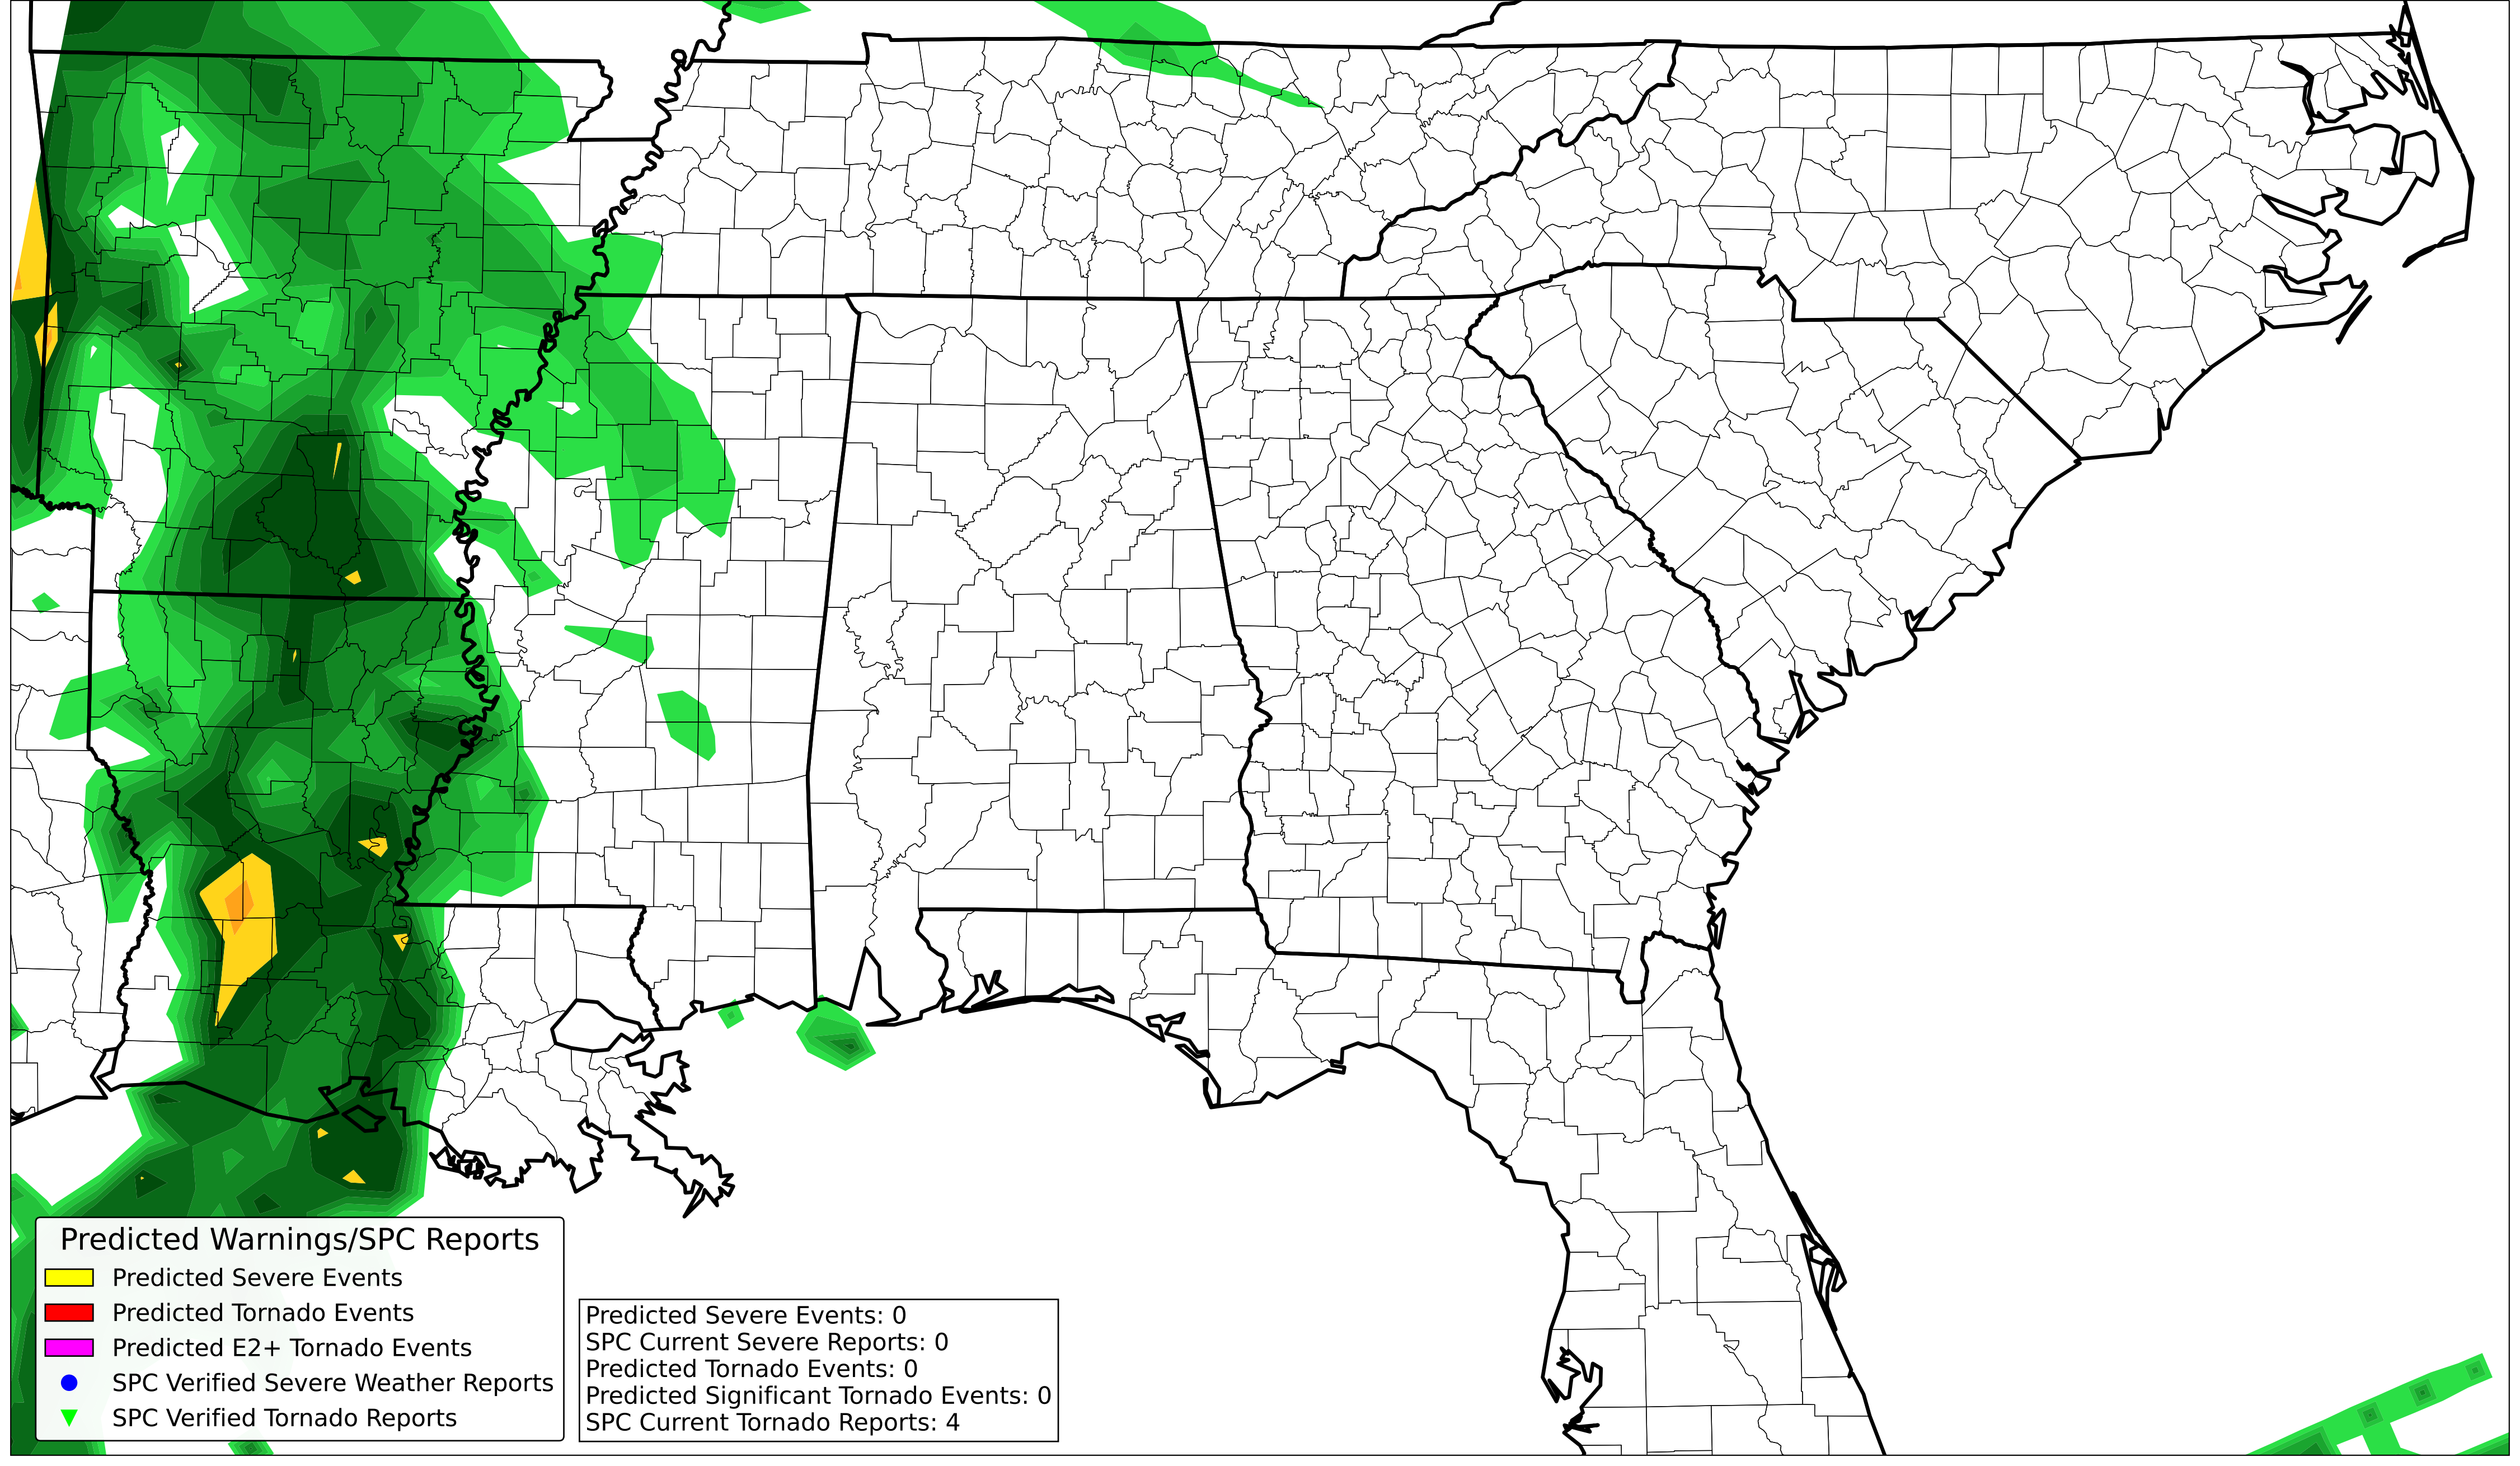 Predicted Warnings/SPC Reports
Predicted Severe Events
Predicted Tornado Events
Predicted E2+ Tornado Events
SPC Verified Severe Weather Reports
SPC Verified Tornado Reports
Predicted Severe Events: 0
SPC Current Severe Reports: 0
Predicted Tornado Events: 0
Predicted Significant Tornado Events: 0
SPC Current Tornado Reports: 4